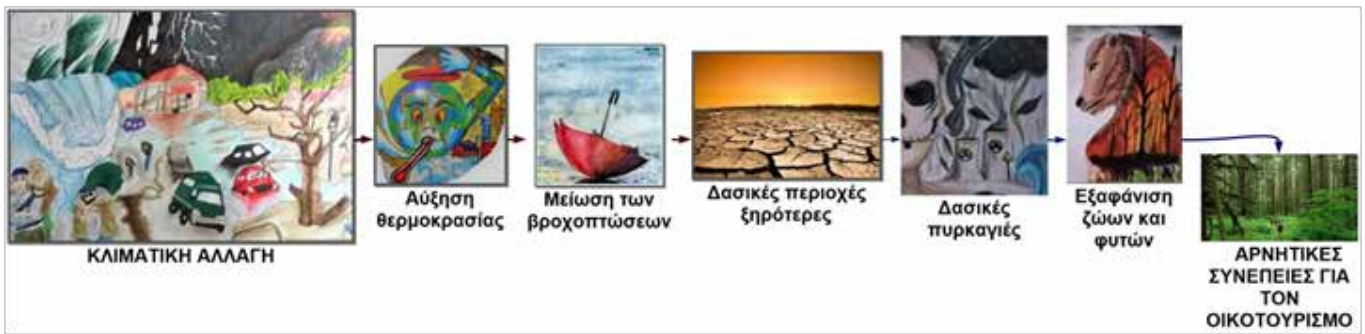 ΚΛΙΜΑΤΙΚΗ ΑΛΛΑΓΗ
Αύξηση
θερμοκρασίας
Μείωση των
βροχοπτώσεων
Δασικές περιοχές
ξηρότερες
Δασικές
πυρκαγιές
Εξαφάνιση
ζώων και
φυτών
ΑΡΝΗΤΙΚΕΣ
ΣΥΝΕΠΕΙΕΣ ΓΙΑ
ΤΟΝ
ΟΙΚΟΤΟΥΡΙΣΜΟ